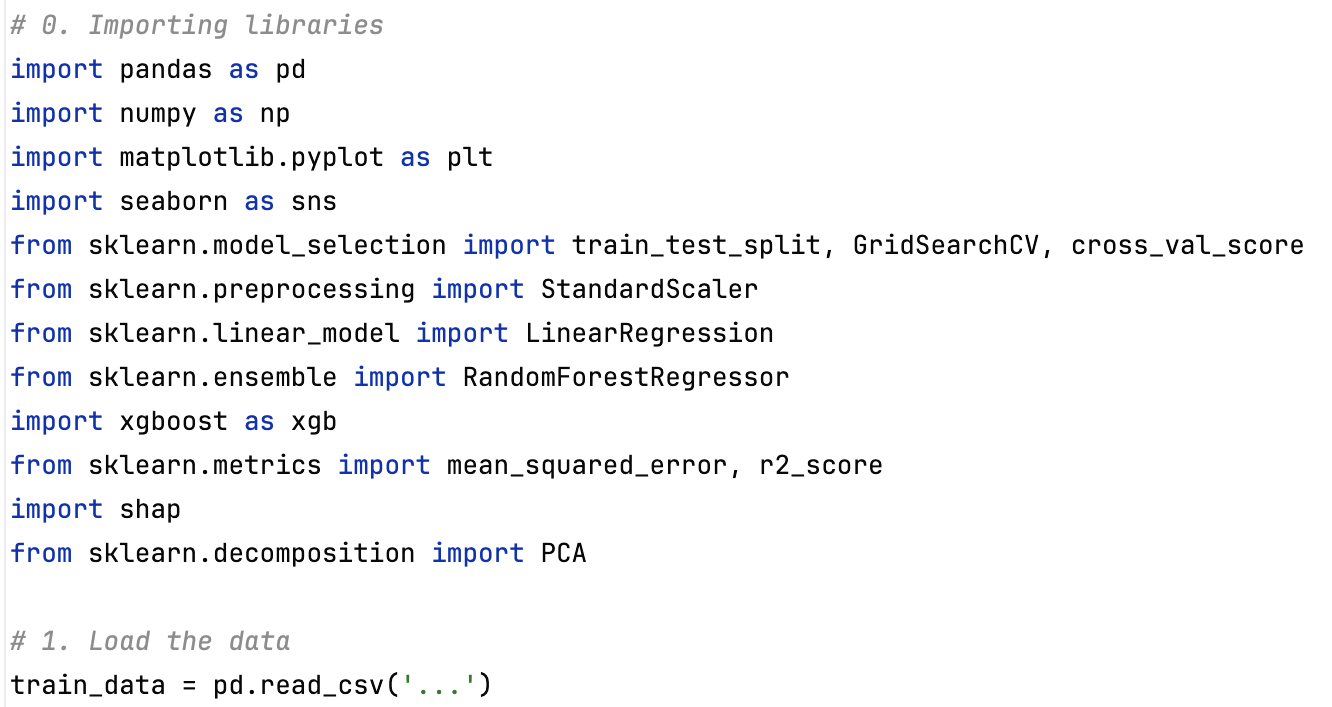 # 0. Importing libraries
import pandas as pd
import numpy as np
import matplotlib.pyplot as plt
import seaborn as sns
from sklearn.model_selection import train_test_split, GridSearchCV, cross_val_score
from sklearn.preprocessing import StandardScaler
from sklearn.linear_model import LinearRegression
from sklearn.ensemble import RandomForestRegressor
import xgboost as xgb
from sklearn.metrics import mean_squared_error, r2_score
import shap
from sklearn.decomposition import PCA
# 1. Load the data
train_data = pd.read_csv('...')